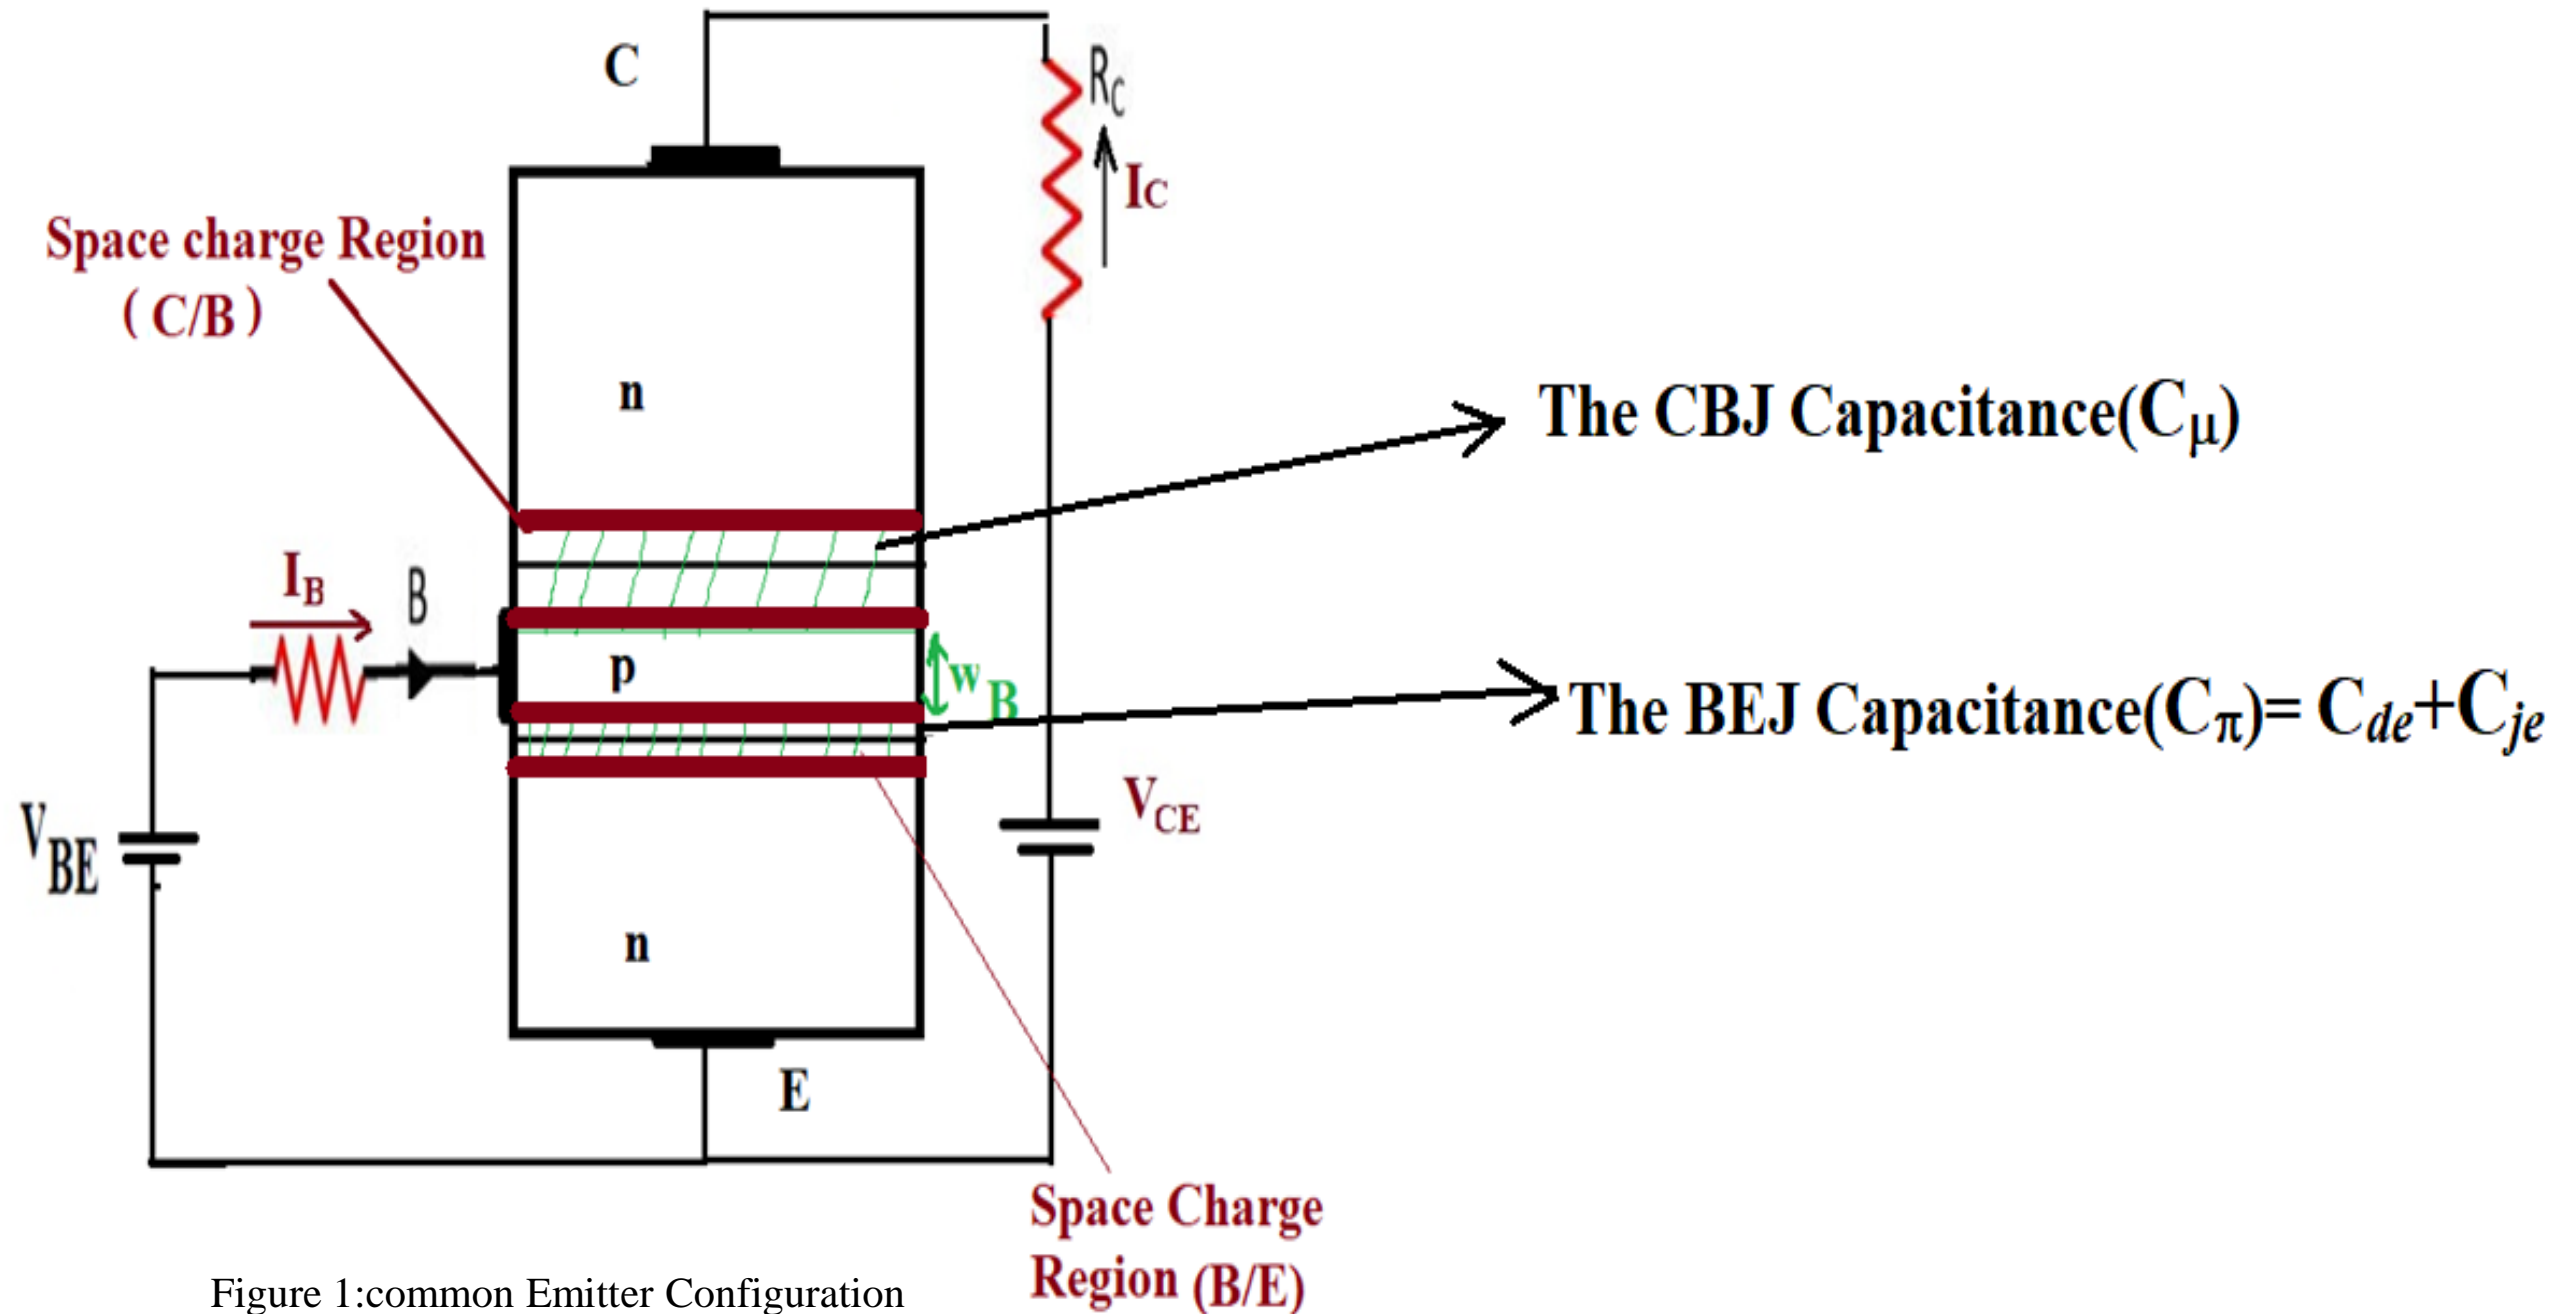 C
R_C
I_C
Space charge Region
( C/B )
n
The CBJ Capacitance(C_μ)
I_B
B
p
w_B
The BEJ Capacitance(C_π)= C_de+C_je
V_BE
V_CE
n
E
Space Charge
Region (B/E)
Figure 1:common Emitter Configuration